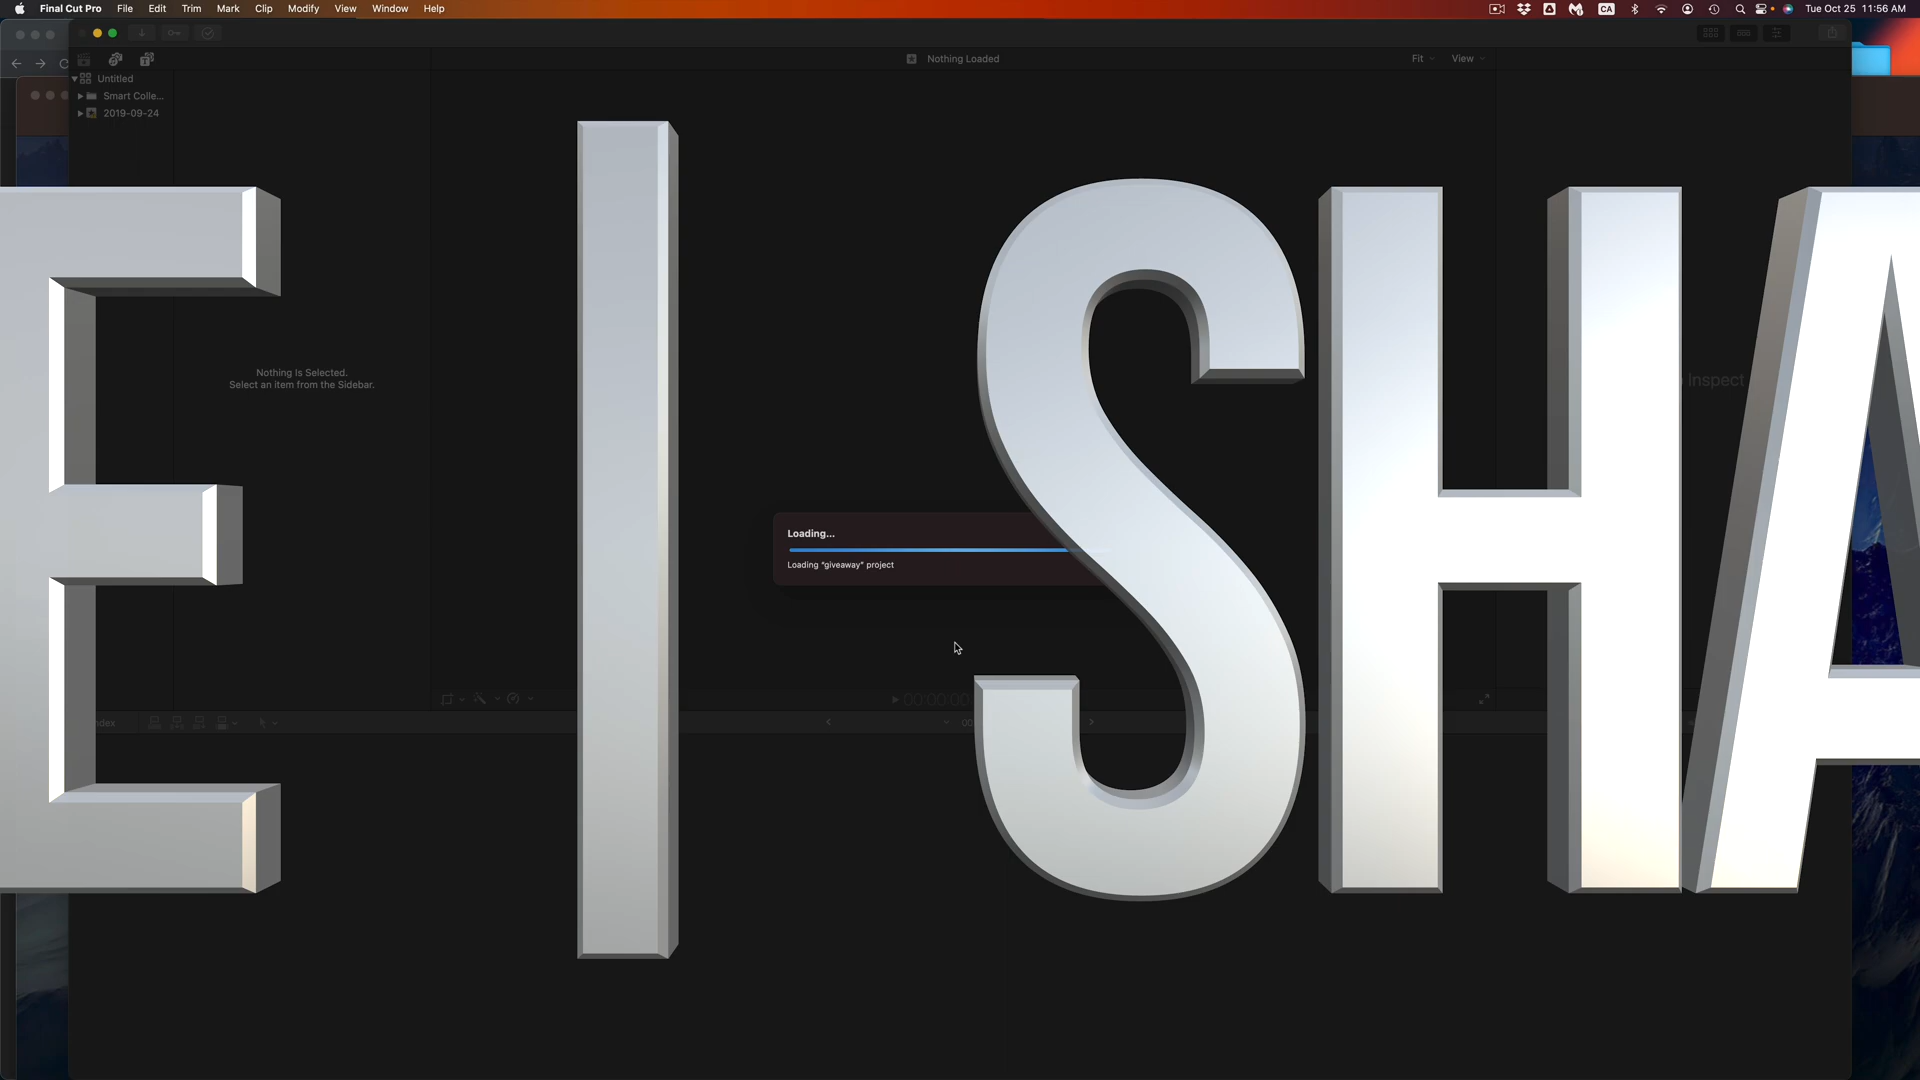 Final Cut Pro File Edit Trim Mark Clip Modify View Window Help CA Tue Oct 25 11:56 AM
Nothing Loaded Fit View
Untitled
Smart Colle...
2019-09-24
E | SHA
Nothing Is Selected.
Select an item from the Sidebar.
Inspect
Loading...
Loading “giveaway” project